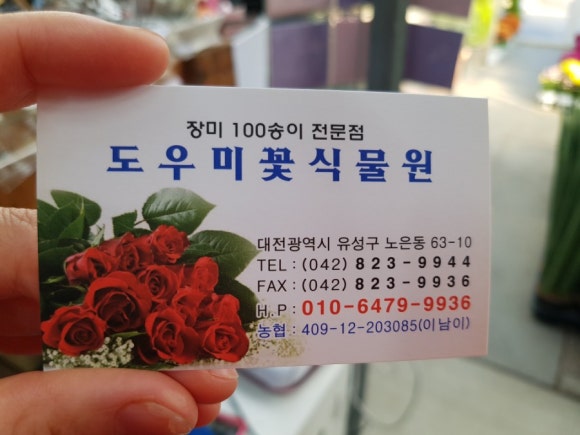 장미 100송이 전문점
도우미꽃식물원
대전광역시 유성구 노은동 63-10
TEL : (042) 823-9944
FAX : (042) 823-9936
H.P : 010-6479-9936
농협 : 409-12-203085(이남이)